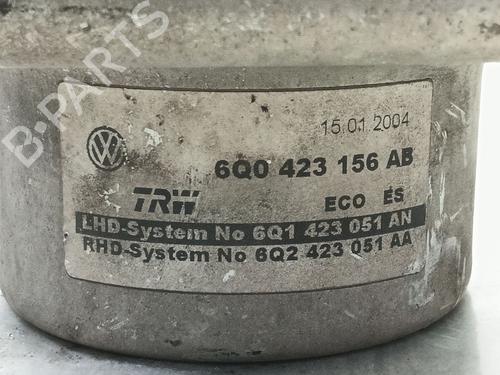 B-PARTS
15.01.2004
6Q0 423 156 AB
TRW ECO ES
LHD-System No 6Q1 423 051 AN
RHD-System No 6Q2 423 051 AA